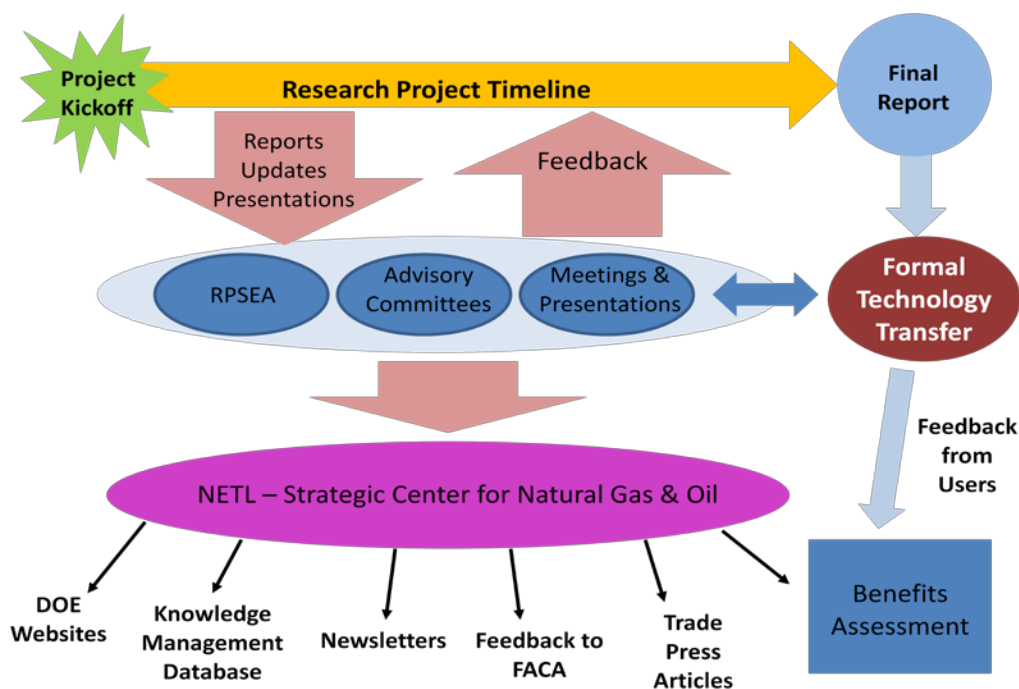 Project
Kickoff
Research Project Timeline
Final
Report
Reports
Updates
Presentations
Feedback
RPSEA
Advisory
Committees
Meetings &
Presentations
Formal
Technology
Transfer
Feedback
from
Users
NETL – Strategic Center for Natural Gas & Oil
DOE
Websites
Knowledge
Management
Database
Newsletters
Feedback to
FACA
Trade
Press
Articles
Benefits
Assessment